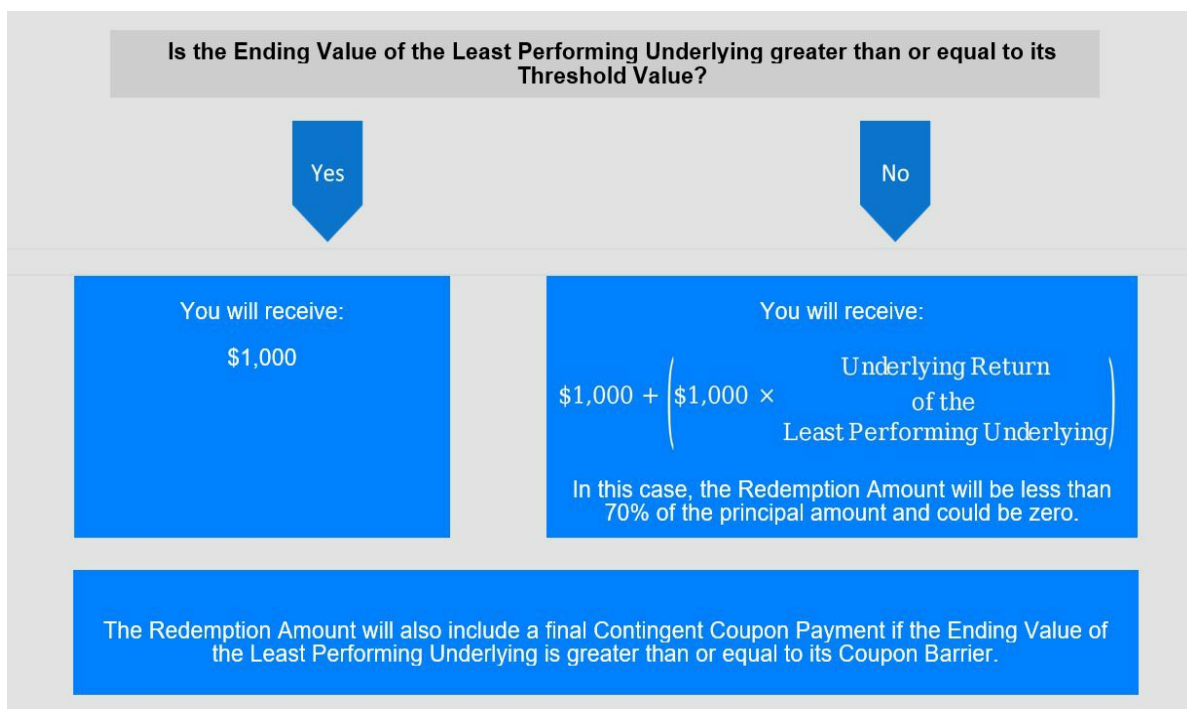 Is the Ending Value of the Least Performing Underlying greater than or equal to its
Threshold Value?
Yes
No
You will receive:
$1,000
You will receive:
$1,000 + ($1,000 × Underlying Return
of the
Least Performing Underlying)
In this case, the Redemption Amount will be less than
70% of the principal amount and could be zero.
The Redemption Amount will also include a final Contingent Coupon Payment if the Ending Value of
the Least Performing Underlying is greater than or equal to its Coupon Barrier.